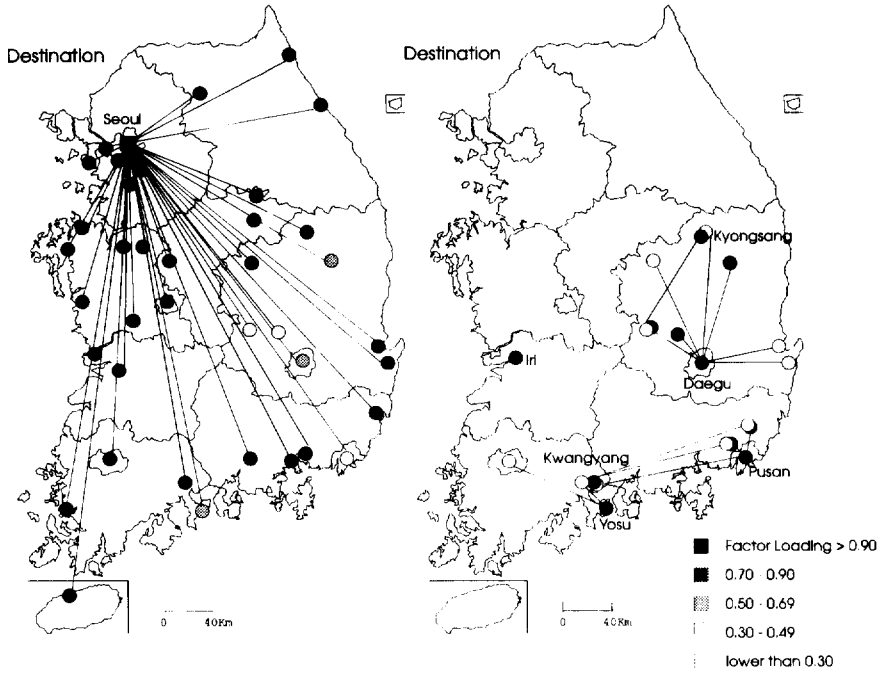 Destination
Destination
Seoul
Kyongsang
Iri
Daegu
Kwangyang
Pusan
Yosu
Factor Loading > 0.90
0.70 - 0.90
0.50 - 0.69
0.30 - 0.49
lower than 0.30
0 40Km
0 40Km